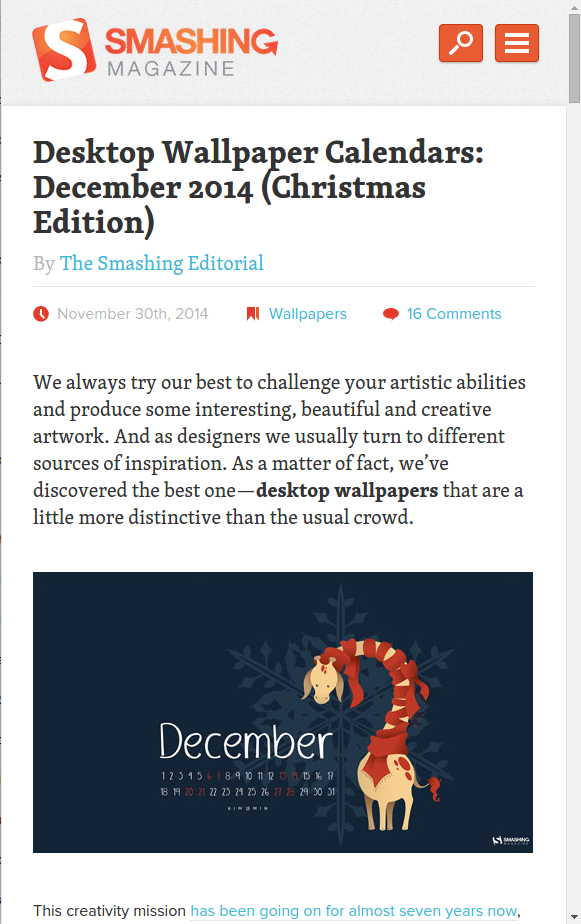 SMASHING
MAGAZINE
Desktop Wallpaper Calendars:
December 2014 (Christmas
Edition)
By The Smashing Editorial
November 30th, 2014
Wallpapers
16 Comments
We always try our best to challenge your artistic abilities
and produce some interesting, beautiful and creative
artwork. And as designers we usually turn to different
sources of inspiration. As a matter of fact, we’ve
discovered the best one—desktop wallpapers that are a
little more distinctive than the usual crowd.
December
1 2 3 4 5 6 7 8 9 10 11 12 13 14 15 16 17
18 19 20 21 22 23 24 25 26 27 28 29 30 31
SMASHING
MAGAZINE
This creativity mission has been going on for almost seven years now,